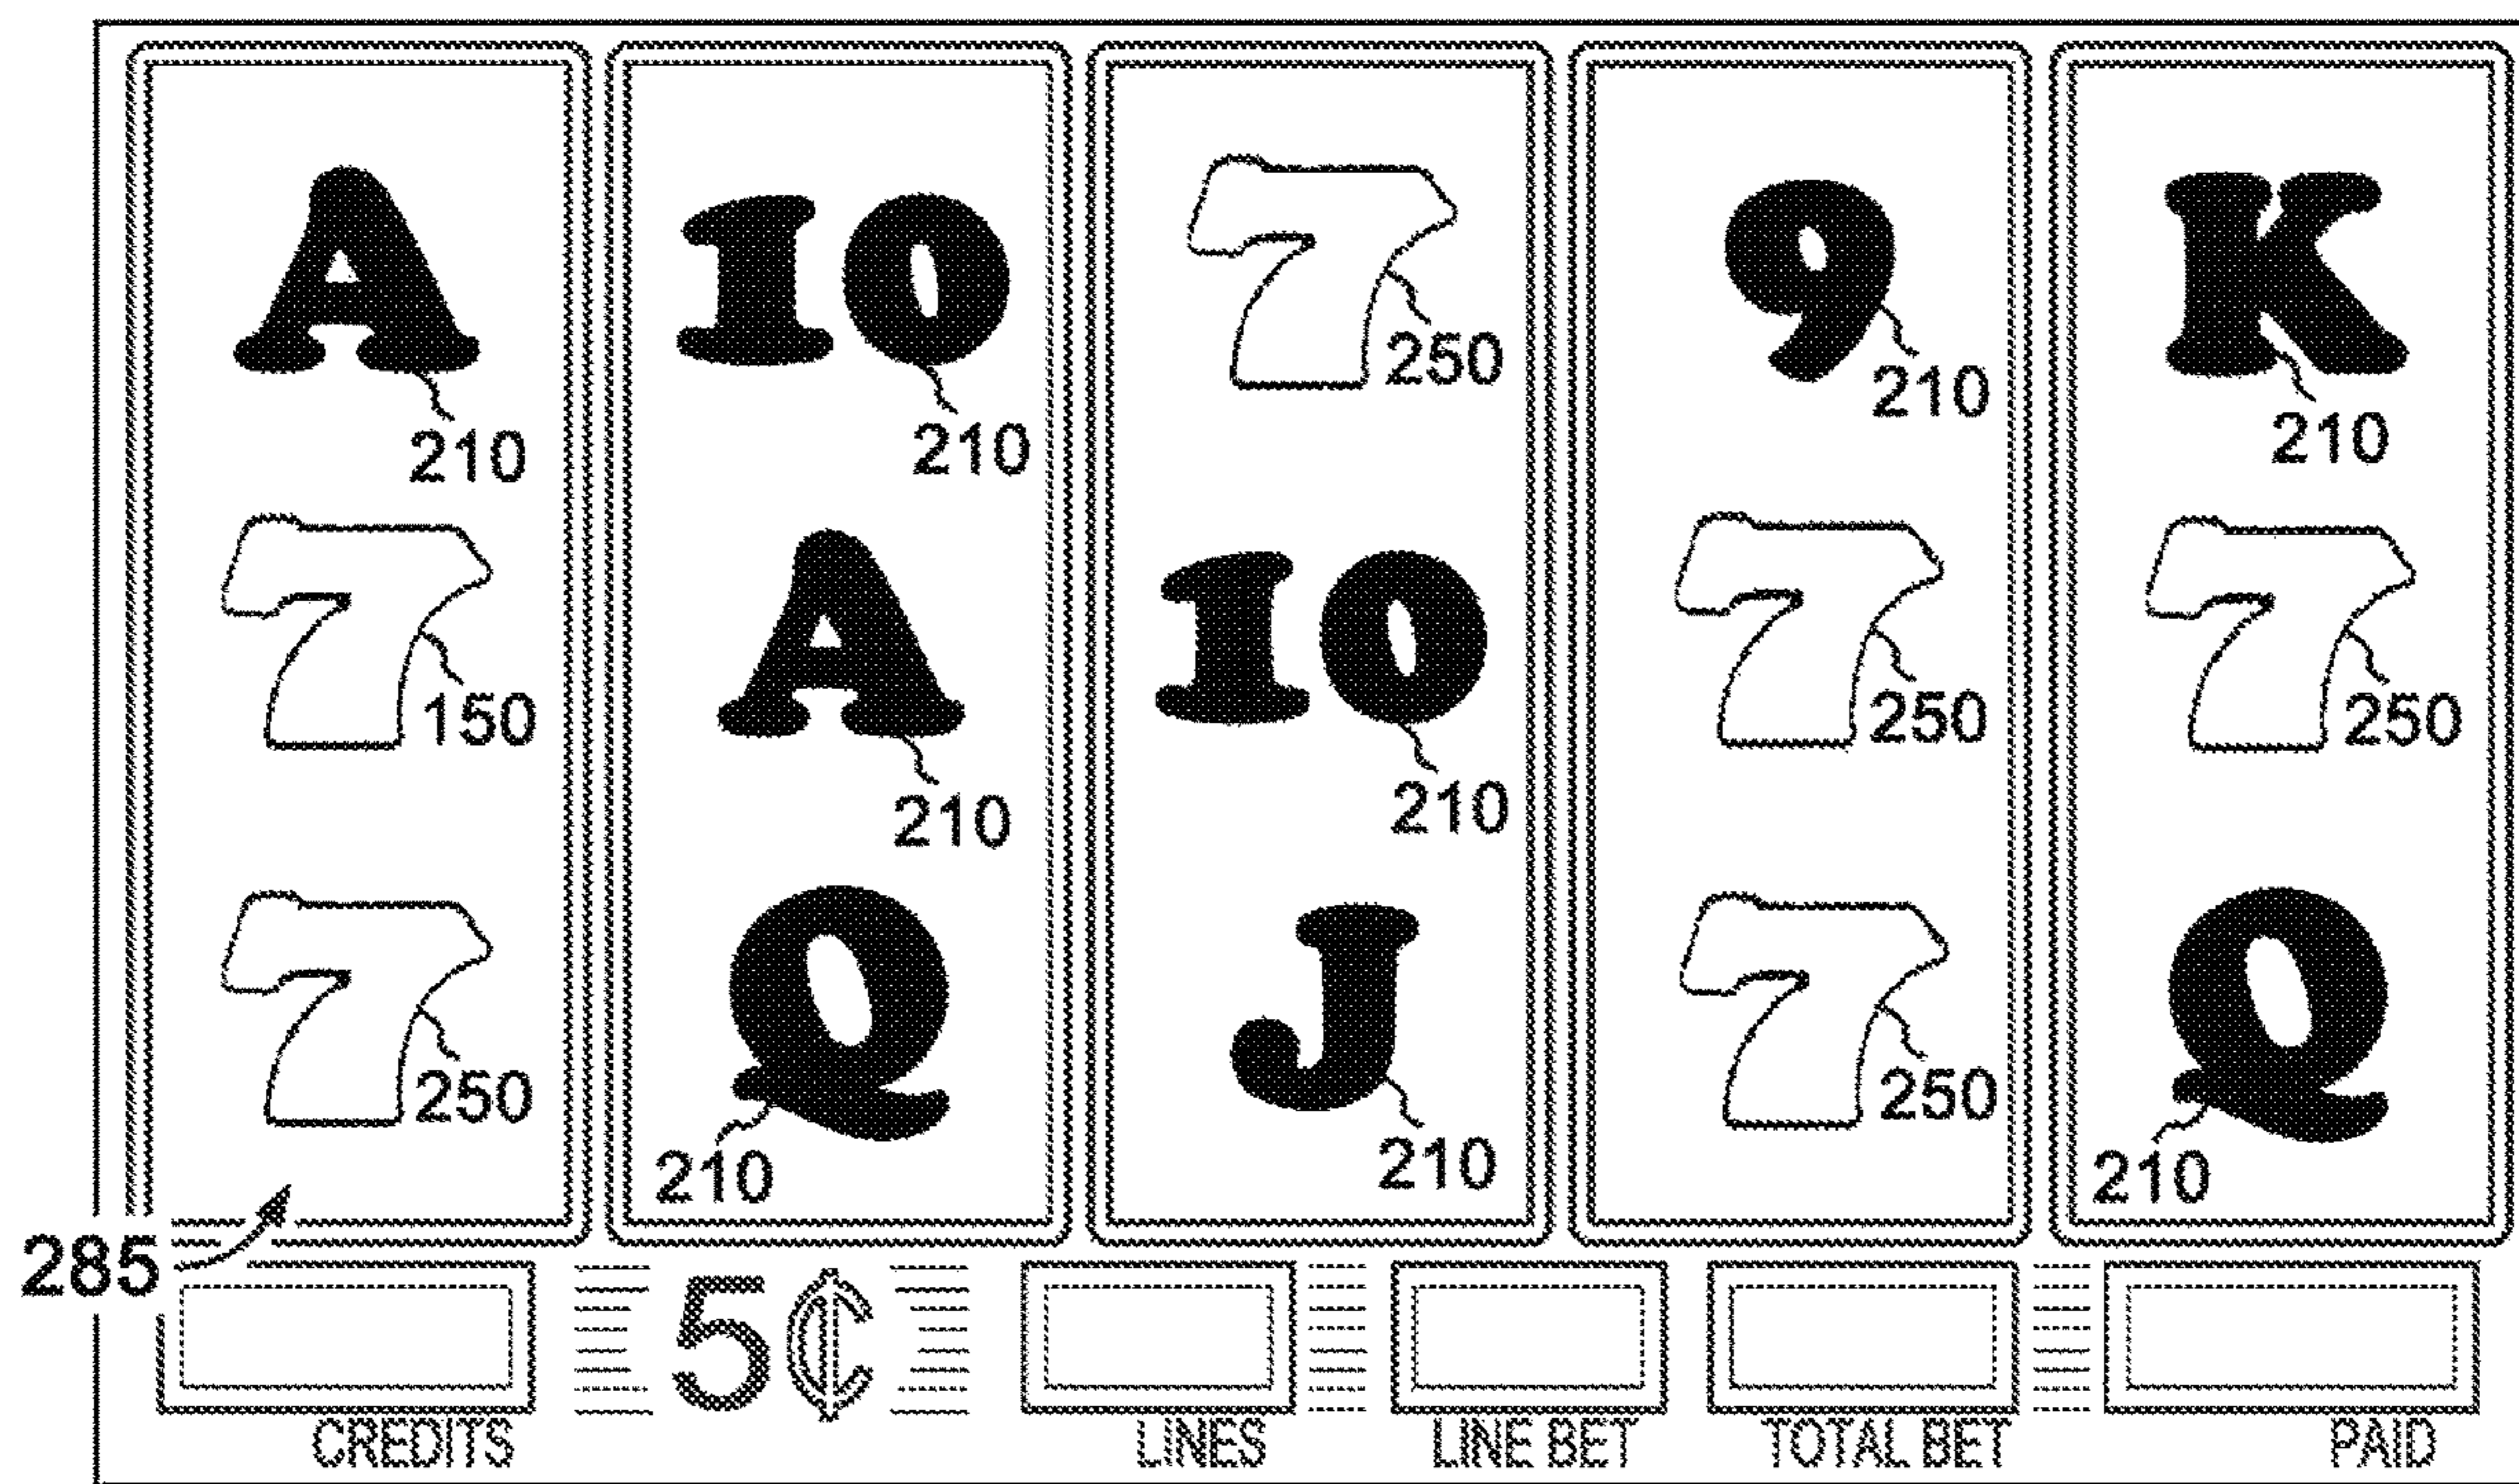 A 10 7 9 K
250
210
210 210 210
7 A 10 7 7
150 250 250
210 210
7 Q J 7 Q
250 250
210 210 210
285
5¢
CREDITS LINES LINE BET TOTAL BET PAID